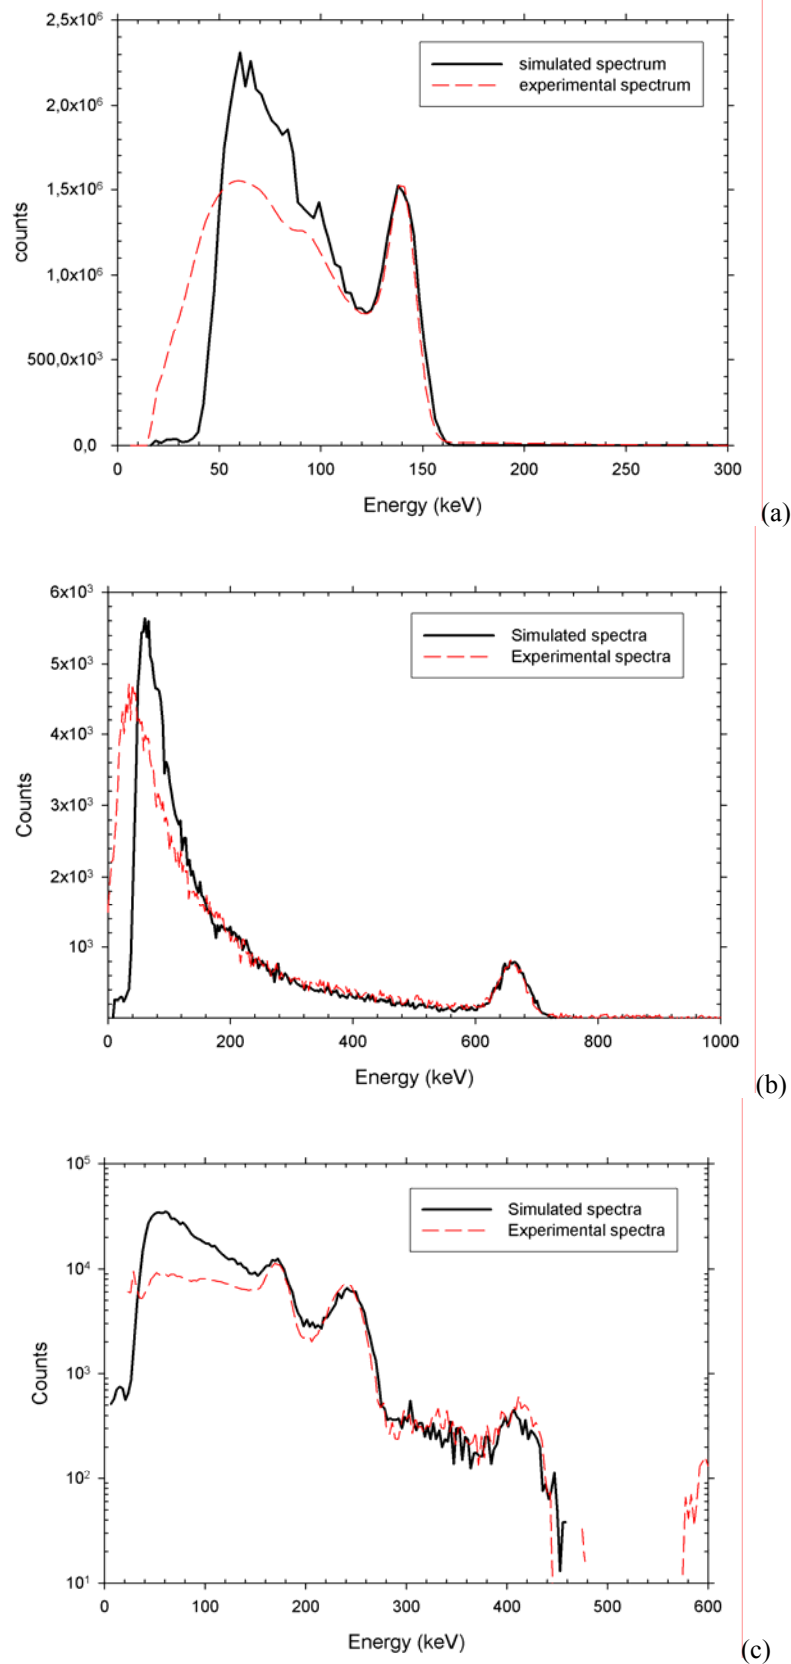 2,5x10⁶
2,0x10⁶
1,5x10⁶
1,0x10⁶
500,0x10³
0,0
counts
simulated spectrum
experimental spectrum
0 50 100 150 200 250 300
Energy (keV)
(a)
6x10³
5x10³
4x10³
3x10³
2x10³
10³
Counts
Simulated spectra
Experimental spectra
0 200 400 600 800 1000
Energy (keV)
(b)
10⁵
10⁴
10³
10²
10¹
Counts
Simulated spectra
Experimental spectra
0 100 200 300 400 500 600
Energy (keV)
(c)